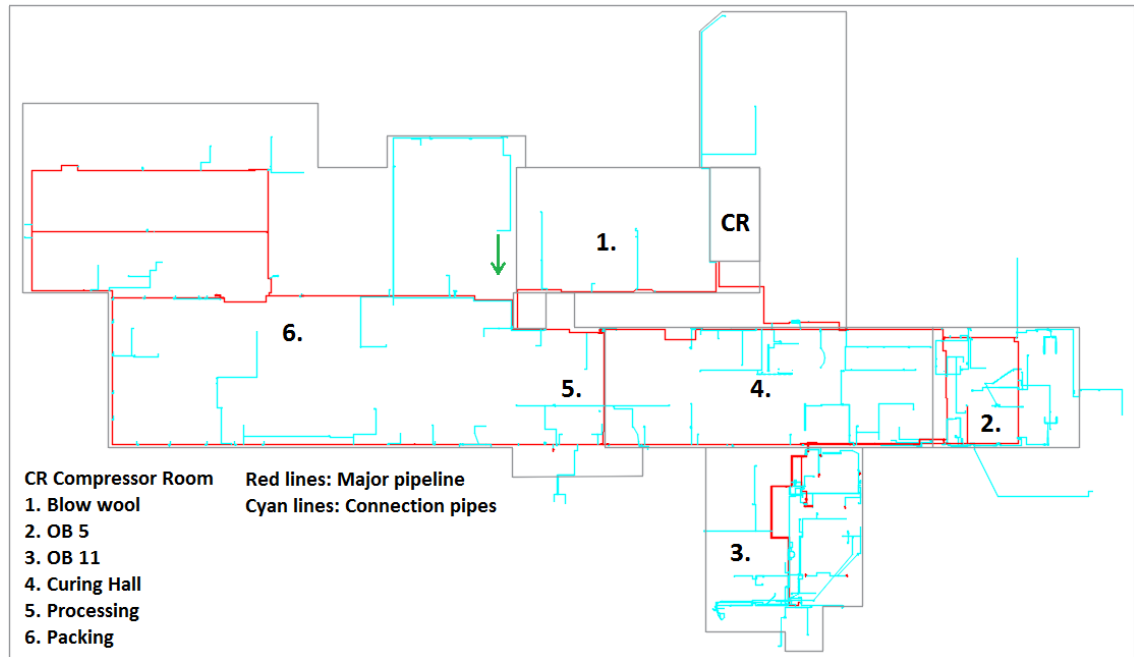 CR
1.
6.
5.
4.
2.
3.
CR Compressor Room
1. Blow wool
2. OB 5
3. OB 11
4. Curing Hall
5. Processing
6. Packing
Red lines: Major pipeline
Cyan lines: Connection pipes